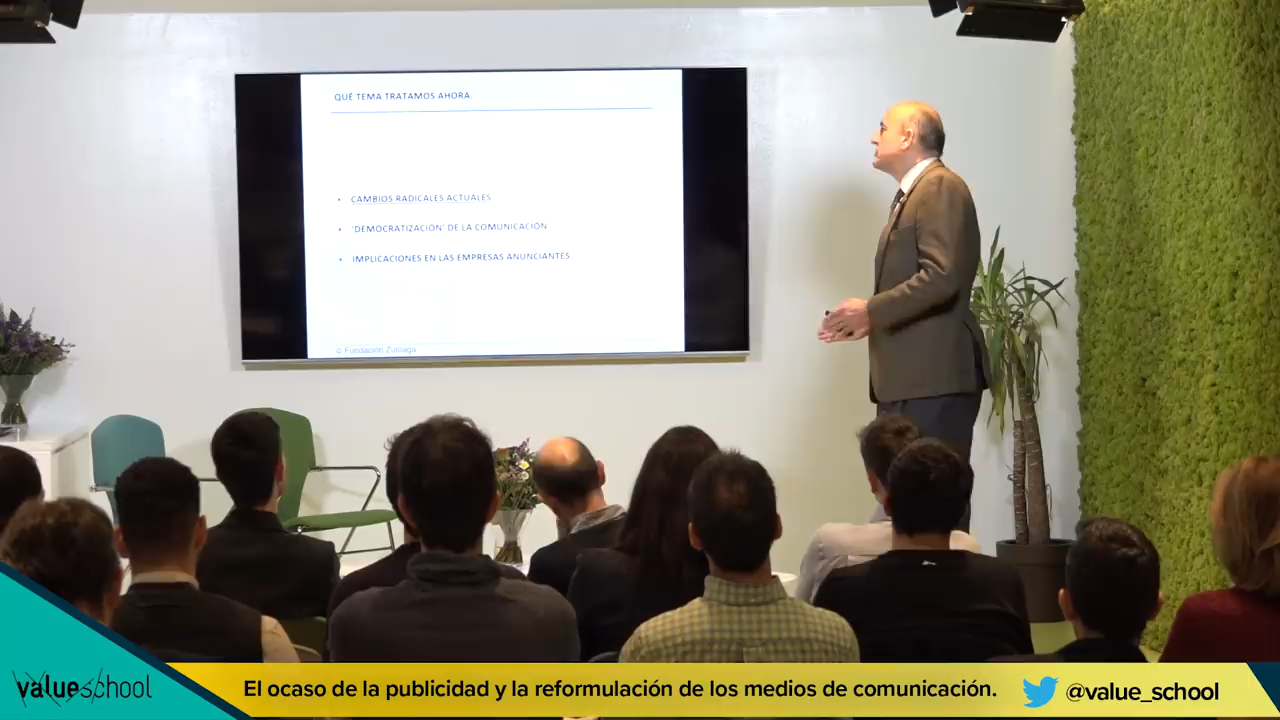 QUÉ TEMA TRATAMOS AHORA.
• CAMBIOS RADICALES ACTUALES
• 'DEMOCRATIZACIÓN' DE LA COMUNICACIÓN
• IMPLICACIONES EN LAS EMPRESAS ANUNCIANTES
© Fundación Zuloaga
valueschool
El ocaso de la publicidad y la reformulación de los medios de comunicación.
@value_school